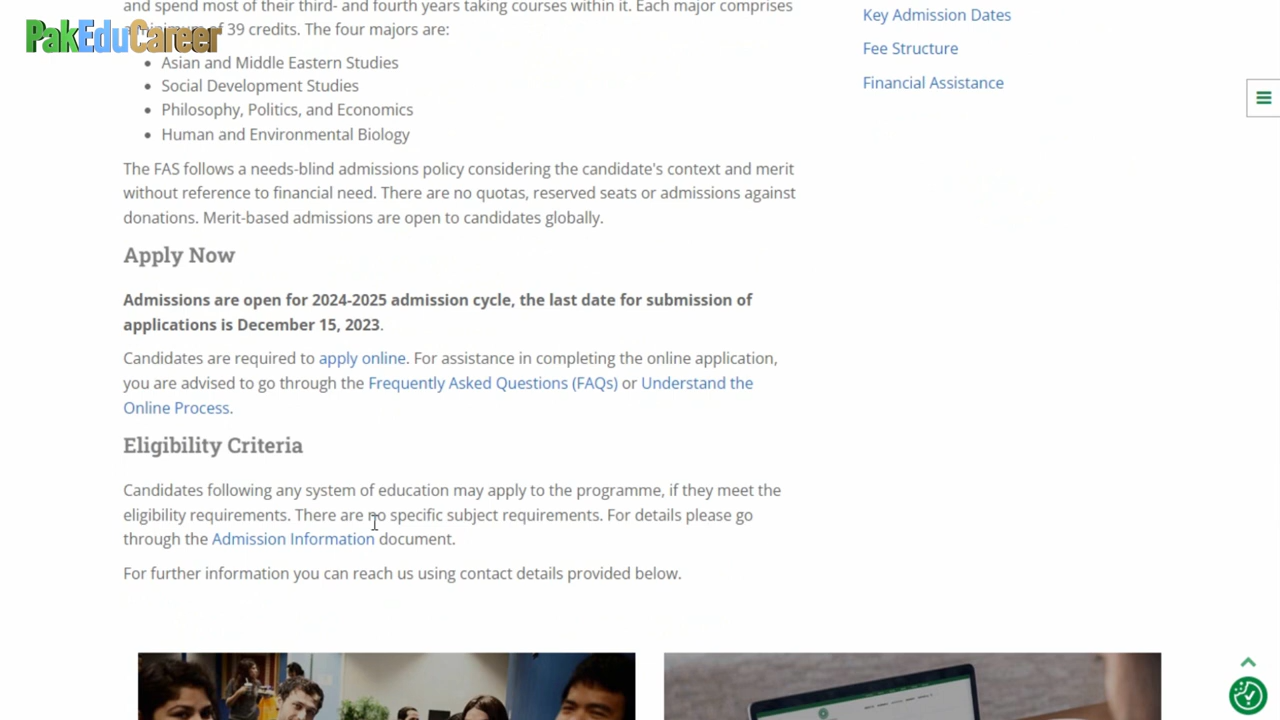 and spend most of their third- and fourth years taking courses within it. Each major comprises
of 39 credits. The four majors are:
PakEduCareer
• Asian and Middle Eastern Studies
• Social Development Studies
• Philosophy, Politics, and Economics
• Human and Environmental Biology
The FAS follows a needs-blind admissions policy considering the candidate's context and merit
without reference to financial need. There are no quotas, reserved seats or admissions against
donations. Merit-based admissions are open to candidates globally.
Apply Now
Admissions are open for 2024-2025 admission cycle, the last date for submission of
applications is December 15, 2023.
Candidates are required to apply online. For assistance in completing the online application,
you are advised to go through the Frequently Asked Questions (FAQs) or Understand the
Online Process.
Eligibility Criteria
Candidates following any system of education may apply to the programme, if they meet the
eligibility requirements. There are no specific subject requirements. For details please go
through the Admission Information document.
For further information you can reach us using contact details provided below.
Key Admission Dates
Fee Structure
Financial Assistance